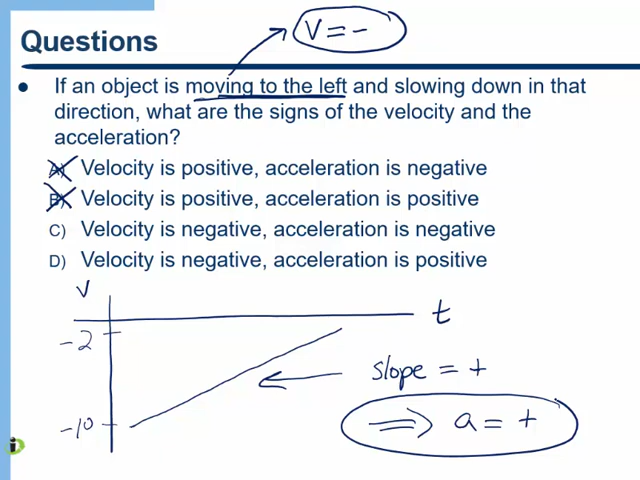 V = -
Questions
If an object is moving to the left and slowing down in that
direction, what are the signs of the velocity and the
acceleration?
A) Velocity is positive, acceleration is negative
B) Velocity is positive, acceleration is positive
C) Velocity is negative, acceleration is negative
D) Velocity is negative, acceleration is positive
V
t
-2
slope = +
-10
⟹ a = +